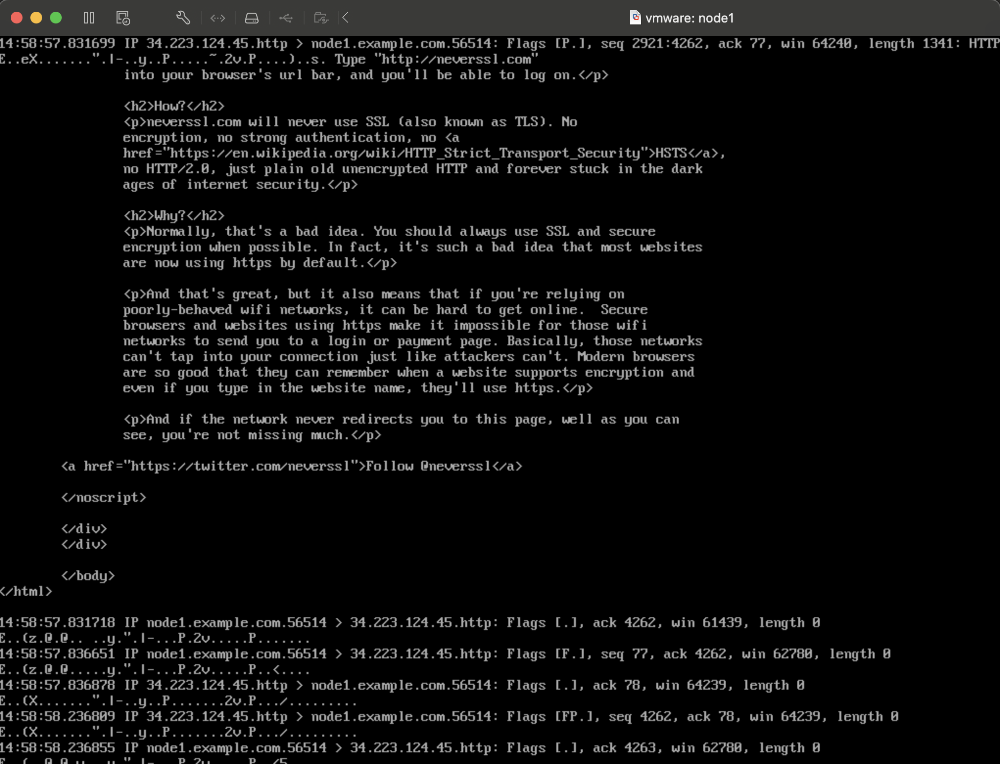 vmware: node1
14:58:57.831699 IP 34.223.124.45.http > node1.example.com.56514: Flags [P.], seq 2921:4262, ack 77, win 64240, length 1341: HTTP
E..eX.......".|-..y..P.....~.2v.P....)..s. Type "http://neverssl.com"
into your browser's url bar, and you'll be able to log on.</p>
<h2>How?</h2>
<p>neverssl.com will never use SSL (also known as TLS). No
encryption, no strong authentication, no <a
href="https://en.wikipedia.org/wiki/HTTP_Strict_Transport_Security">HSTS</a>,
no HTTP/2.0, just plain old unencrypted HTTP and forever stuck in the dark
ages of internet security.</p>
<h2>Why?</h2>
<p>Normally, that's a bad idea. You should always use SSL and secure
encryption when possible. In fact, it's such a bad idea that most websites
are now using https by default.</p>
<p>And that's great, but it also means that if you're relying on
poorly-behaved wifi networks, it can be hard to get online.  Secure
browsers and websites using https make it impossible for those wifi
networks to send you to a login or payment page. Basically, those networks
can't tap into your connection just like attackers can't. Modern browsers
are so good that they can remember when a website supports encryption and
even if you type in the website name, they'll use https.</p>
<p>And if the network never redirects you to this page, well as you can
see, you're not missing much.</p>
<a href="https://twitter.com/neverssl">Follow @neverssl</a>
</noscript>
</div>
</div>
</body>
</html>
14:58:57.831718 IP node1.example.com.56514 > 34.223.124.45.http: Flags [.], ack 4262, win 61439, length 0
E..(z.@.@.. ..y.".|-...P.2v.....P.......
14:58:57.836651 IP node1.example.com.56514 > 34.223.124.45.http: Flags [F.], seq 77, ack 4262, win 62780, length 0
E..(z.@.@.....y.".|-...P.2v.....P..<....
14:58:57.836878 IP 34.223.124.45.http > node1.example.com.56514: Flags [.], ack 78, win 64239, length 0
E..(X.......".|-..y..P.......2v.P.../.........
14:58:58.236809 IP 34.223.124.45.http > node1.example.com.56514: Flags [FP.], seq 4262, ack 78, win 64239, length 0
E..(X.......".|-..y..P.......2v.P.../.........
14:58:58.236855 IP node1.example.com.56514 > 34.223.124.45.http: Flags [.], ack 4263, win 62780, length 0